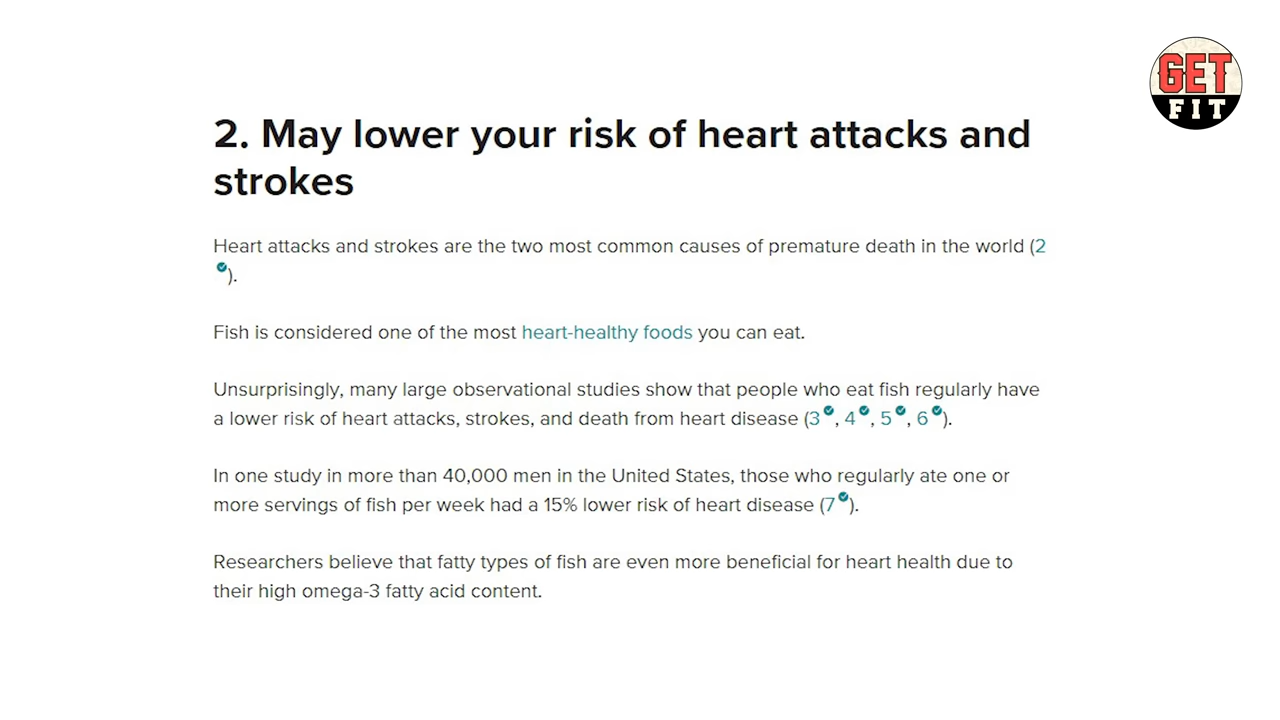 GET
FIT
2. May lower your risk of heart attacks and
strokes
Heart attacks and strokes are the two most common causes of premature death in the world (2
).
Fish is considered one of the most heart-healthy foods you can eat.
Unsurprisingly, many large observational studies show that people who eat fish regularly have
a lower risk of heart attacks, strokes, and death from heart disease (3, 4, 5, 6).
In one study in more than 40,000 men in the United States, those who regularly ate one or
more servings of fish per week had a 15% lower risk of heart disease (7).
Researchers believe that fatty types of fish are even more beneficial for heart health due to
their high omega-3 fatty acid content.